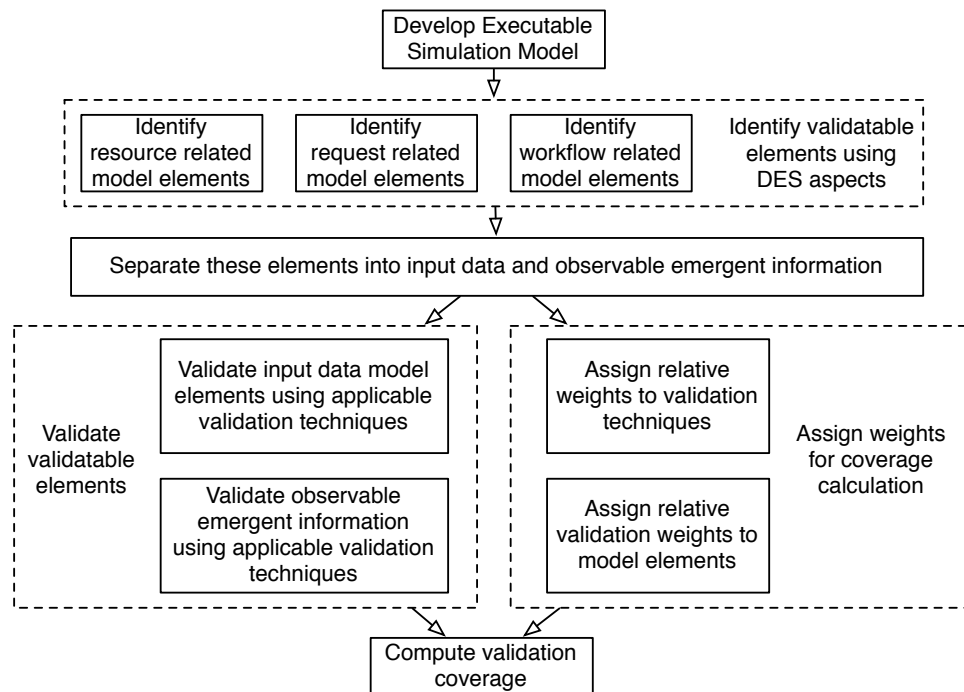 Develop Executable
Simulation Model
Identify
resource related
model elements
Identify
request related
model elements
Identify
workflow related
model elements
Identify validatable
elements using
DES aspects
Separate these elements into input data and observable emergent information
Validate
validatable
elements
Validate input data model
elements using applicable
validation techniques
Validate observable
emergent information
using applicable validation
techniques
Assign relative
weights to validation
techniques
Assign relative
validation weights to
model elements
Assign weights
for coverage
calculation
Compute validation
coverage